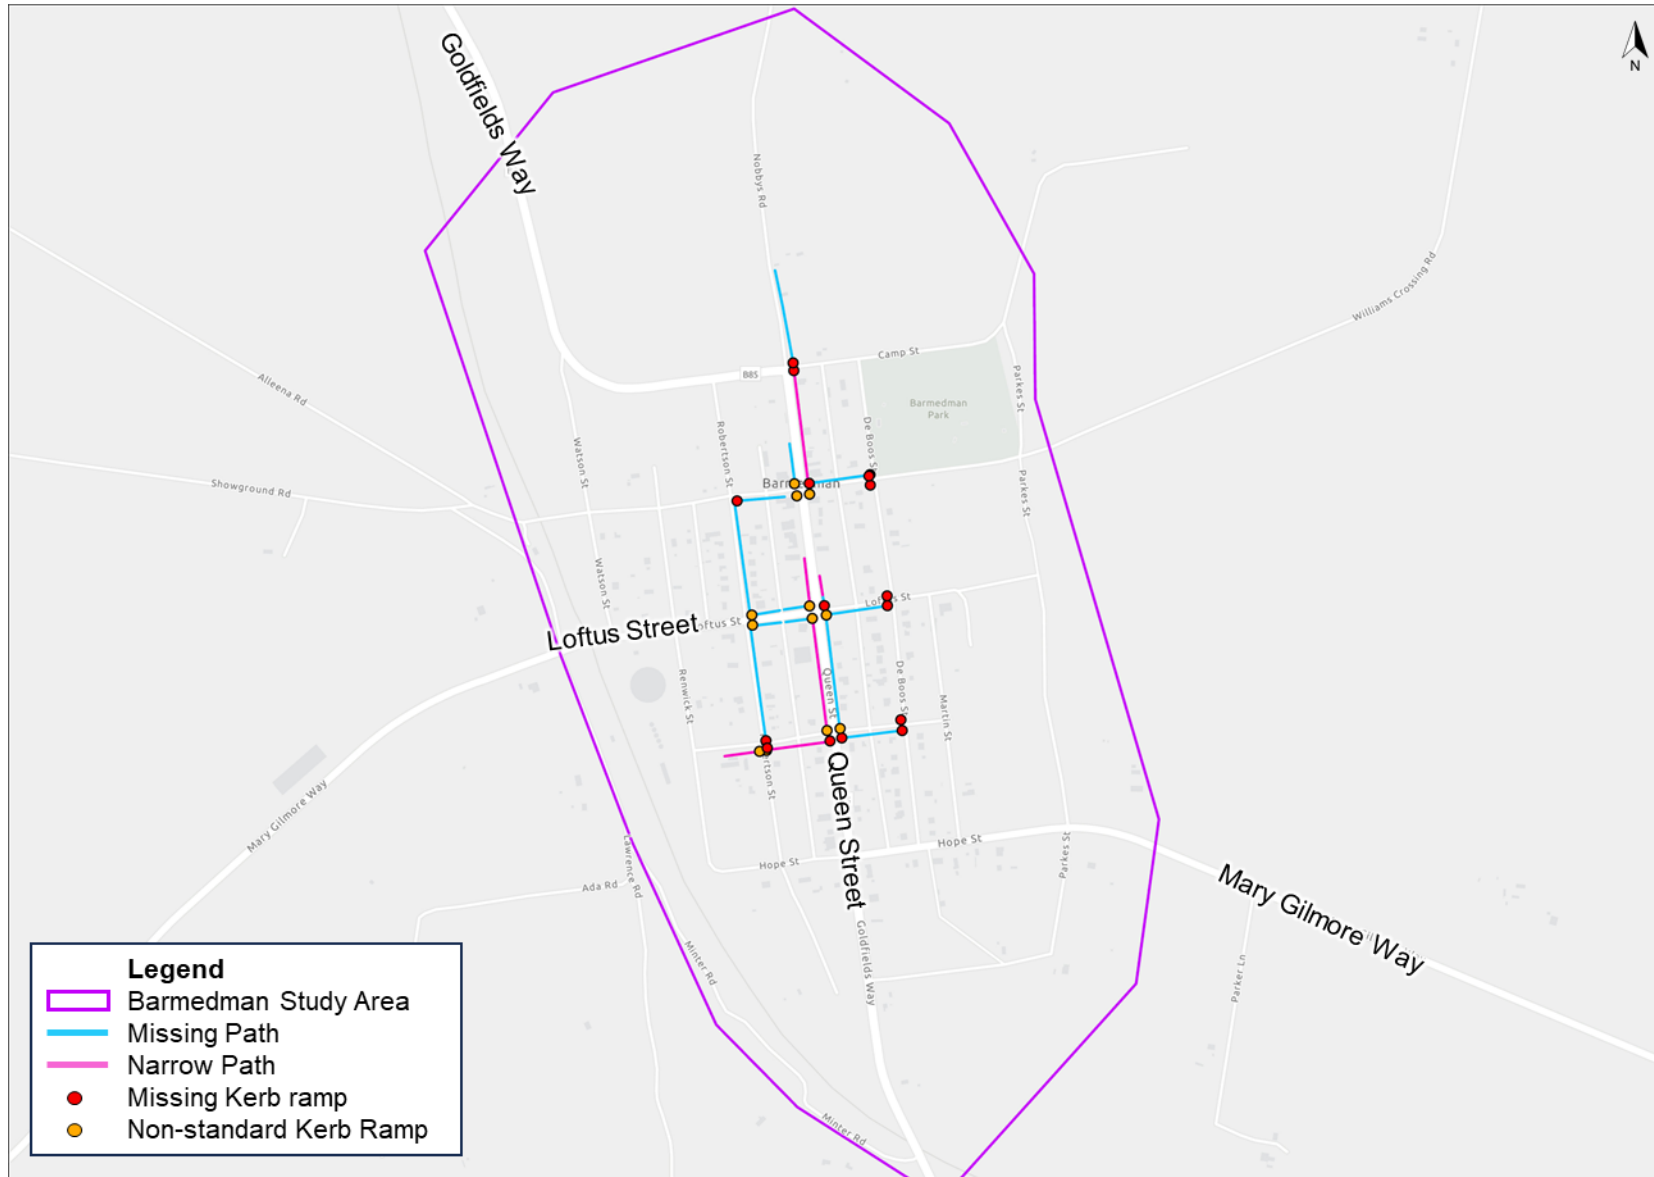 Goldfields Way
N
Nobbys Rd
Williams Crossing Rd
Camp St
B85
Alleena Rd
Parkes St
Barmedman
Park
De Boos St
Robertson St
Watson St
Showground Rd
Barmedman
Parkes St
Watson St
Loftus St
Loftus Street
Loftus St
Renwick St
Queen St
De Boos St
Martin St
Robertson St
Queen Street
Mary Gilmore Way
Hope St
Hope St
Parkes St
Lawrence Rd
Ada Rd
Mary Gilmore Way
Goldfields Way
Minter Rd
Parker Ln
Minter Rd
Legend
Barmedman Study Area
Missing Path
Narrow Path
Missing Kerb ramp
Non-standard Kerb Ramp